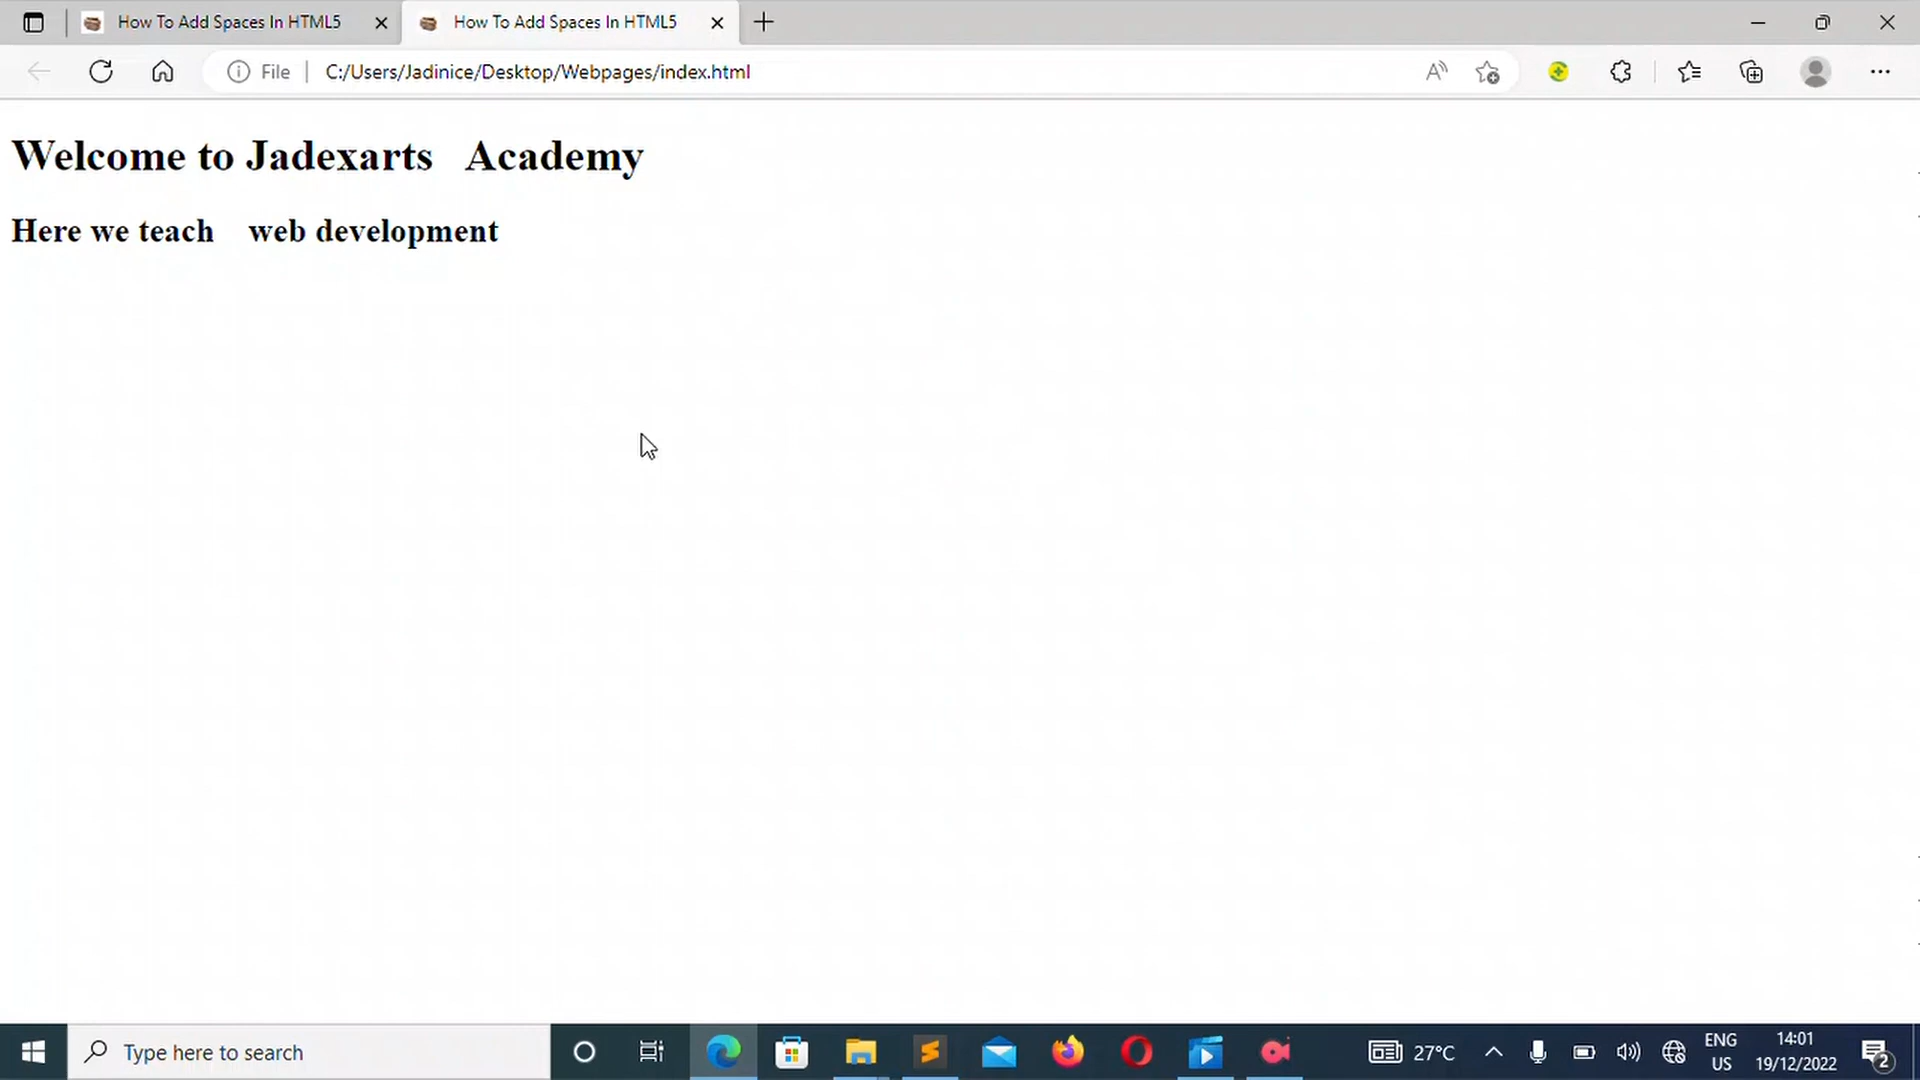 How To Add Spaces In HTML5
How To Add Spaces In HTML5
File
C:/Users/Jadinice/Desktop/Webpages/index.html
Welcome to Jadexarts   Academy
Here we teach    web development
Type here to search
27°C
ENG
US
14:01
19/12/2022
2